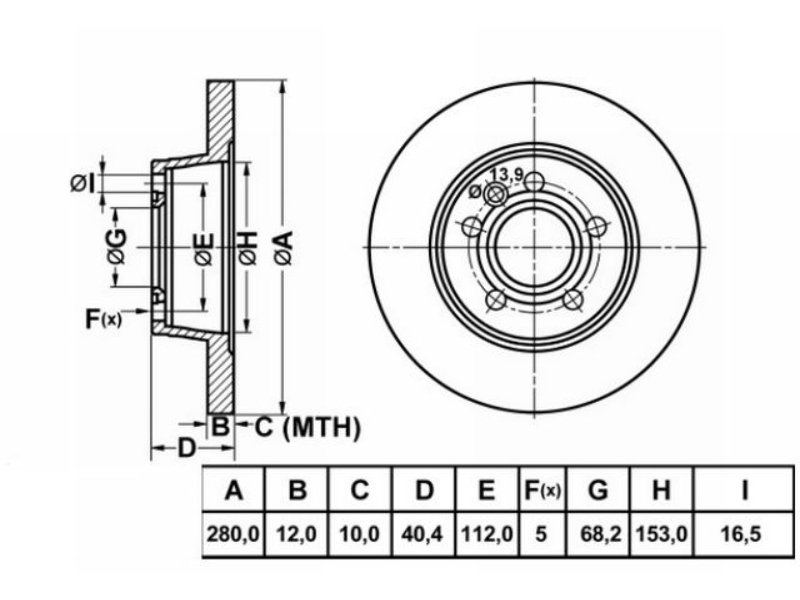 13,9
Ø
ØI
ØG
ØE
ØH
ØA
F(x)
B
C (MTH)
D
A B C D E F(x) G H I
280,0 12,0 10,0 40,4 112,0 5 68,2 153,0 16,5